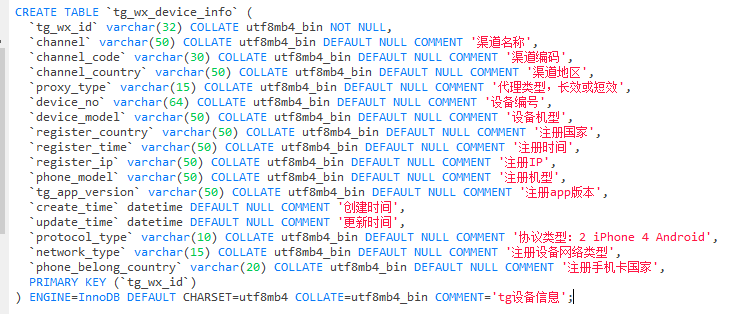 CREATE TABLE `tg_wx_device_info` (
`tg_wx_id` varchar(32) COLLATE utf8mb4_bin NOT NULL,
`channel` varchar(50) COLLATE utf8mb4_bin DEFAULT NULL COMMENT '渠道名称',
`channel_code` varchar(30) COLLATE utf8mb4_bin DEFAULT NULL COMMENT '渠道编码',
`channel_country` varchar(50) COLLATE utf8mb4_bin DEFAULT NULL COMMENT '渠道地区',
`proxy_type` varchar(15) COLLATE utf8mb4_bin DEFAULT NULL COMMENT '代理类型，长效或短效',
`device_no` varchar(64) COLLATE utf8mb4_bin DEFAULT NULL COMMENT '设备编号',
`device_model` varchar(50) COLLATE utf8mb4_bin DEFAULT NULL COMMENT '设备机型',
`register_country` varchar(50) COLLATE utf8mb4_bin DEFAULT NULL COMMENT '注册国家',
`register_time` varchar(50) COLLATE utf8mb4_bin DEFAULT NULL COMMENT '注册时间',
`register_ip` varchar(50) COLLATE utf8mb4_bin DEFAULT NULL COMMENT '注册IP',
`phone_model` varchar(50) COLLATE utf8mb4_bin DEFAULT NULL COMMENT '注册机型',
`tg_app_version` varchar(50) COLLATE utf8mb4_bin DEFAULT NULL COMMENT '注册app版本',
`create_time` datetime DEFAULT NULL COMMENT '创建时间',
`update_time` datetime DEFAULT NULL COMMENT '更新时间',
`protocol_type` varchar(10) COLLATE utf8mb4_bin DEFAULT NULL COMMENT '协议类型：2 iPhone 4 Android',
`network_type` varchar(15) COLLATE utf8mb4_bin DEFAULT NULL COMMENT '注册设备网络类型',
`phone_belong_country` varchar(20) COLLATE utf8mb4_bin DEFAULT NULL COMMENT '注册手机卡国家',
PRIMARY KEY (`tg_wx_id`)
) ENGINE=InnoDB DEFAULT CHARSET=utf8mb4 COLLATE=utf8mb4_bin COMMENT='tg设备信息';